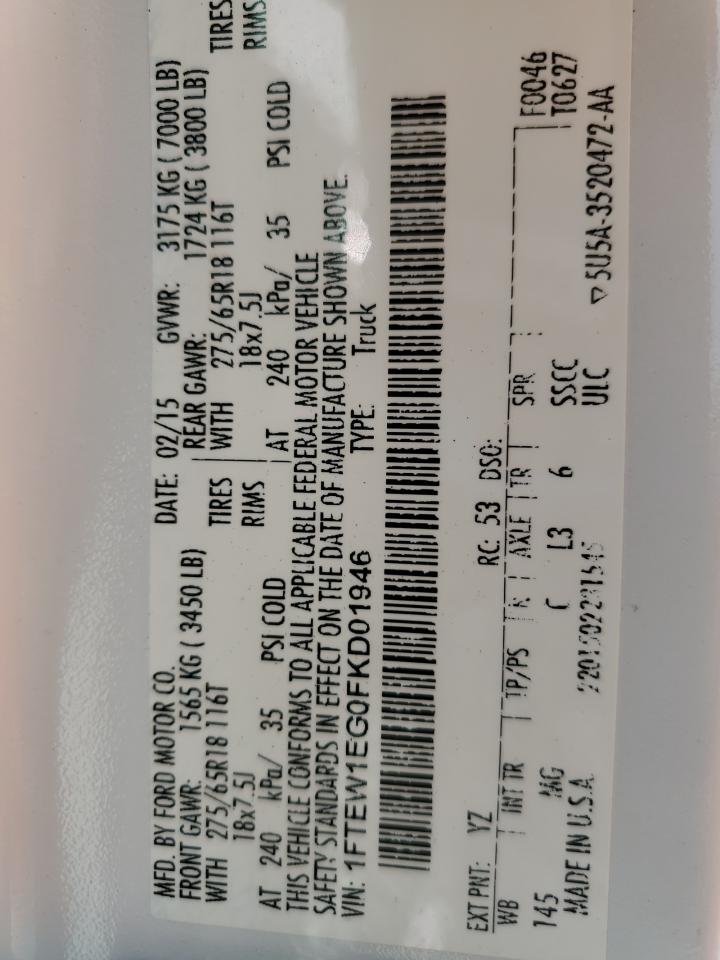 MFD. BY FORD MOTOR CO. DATE: 02/15 GVWR: 3175 KG ( 7000 LB)
FRONT GAWR: 1565 KG ( 3450 LB) REAR GAWR: 1724 KG ( 3800 LB)
WITH 275/65R18 116T TIRES WITH 275/65R18 116T TIRES
18x7.5J RIMS 18x7.5J RIMS
AT 240 kPa/ 35 PSI COLD AT 240 kPa/ 35 PSI COLD
THIS VEHICLE CONFORMS TO ALL APPLICABLE FEDERAL MOTOR VEHICLE
SAFETY STANDARDS IN EFFECT ON THE DATE OF MANUFACTURE SHOWN ABOVE.
VIN: 1FTEW1EG0FKD01946 TYPE: Truck
EXT PNT: YZ RC: 53 DSO:
WB INT TR TP/PS R AXLE TR SPR F0046
145 MG C L3 6 SSCC T0627
MADE IN U.S.A. ULC ▽5U5A-3520472-AA